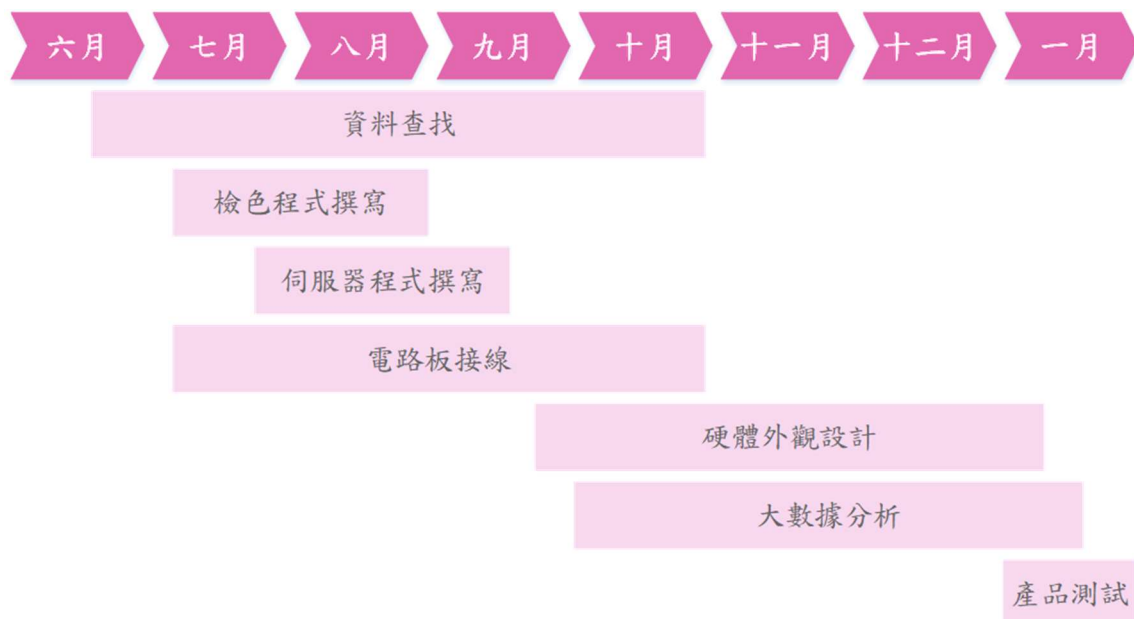 六月 七月 八月 九月 十月 十一月 十二月 一月
資料查找
檢色程式撰寫
伺服器程式撰寫
電路板接線
硬體外觀設計
大數據分析
產品測試